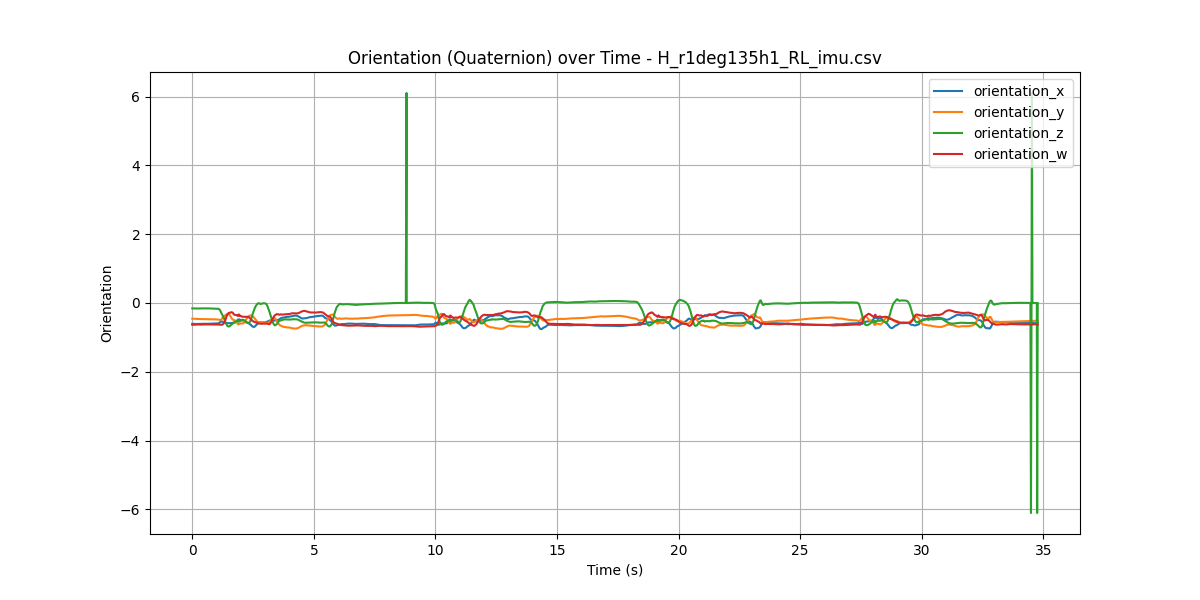 Orientation (Quaternion) over Time - H_r1deg135h1_RL_imu.csv
6
4
2
0
−2
−4
−6
Orientation
orientation_x
orientation_y
orientation_z
orientation_w
0 5 10 15 20 25 30 35
Time (s)